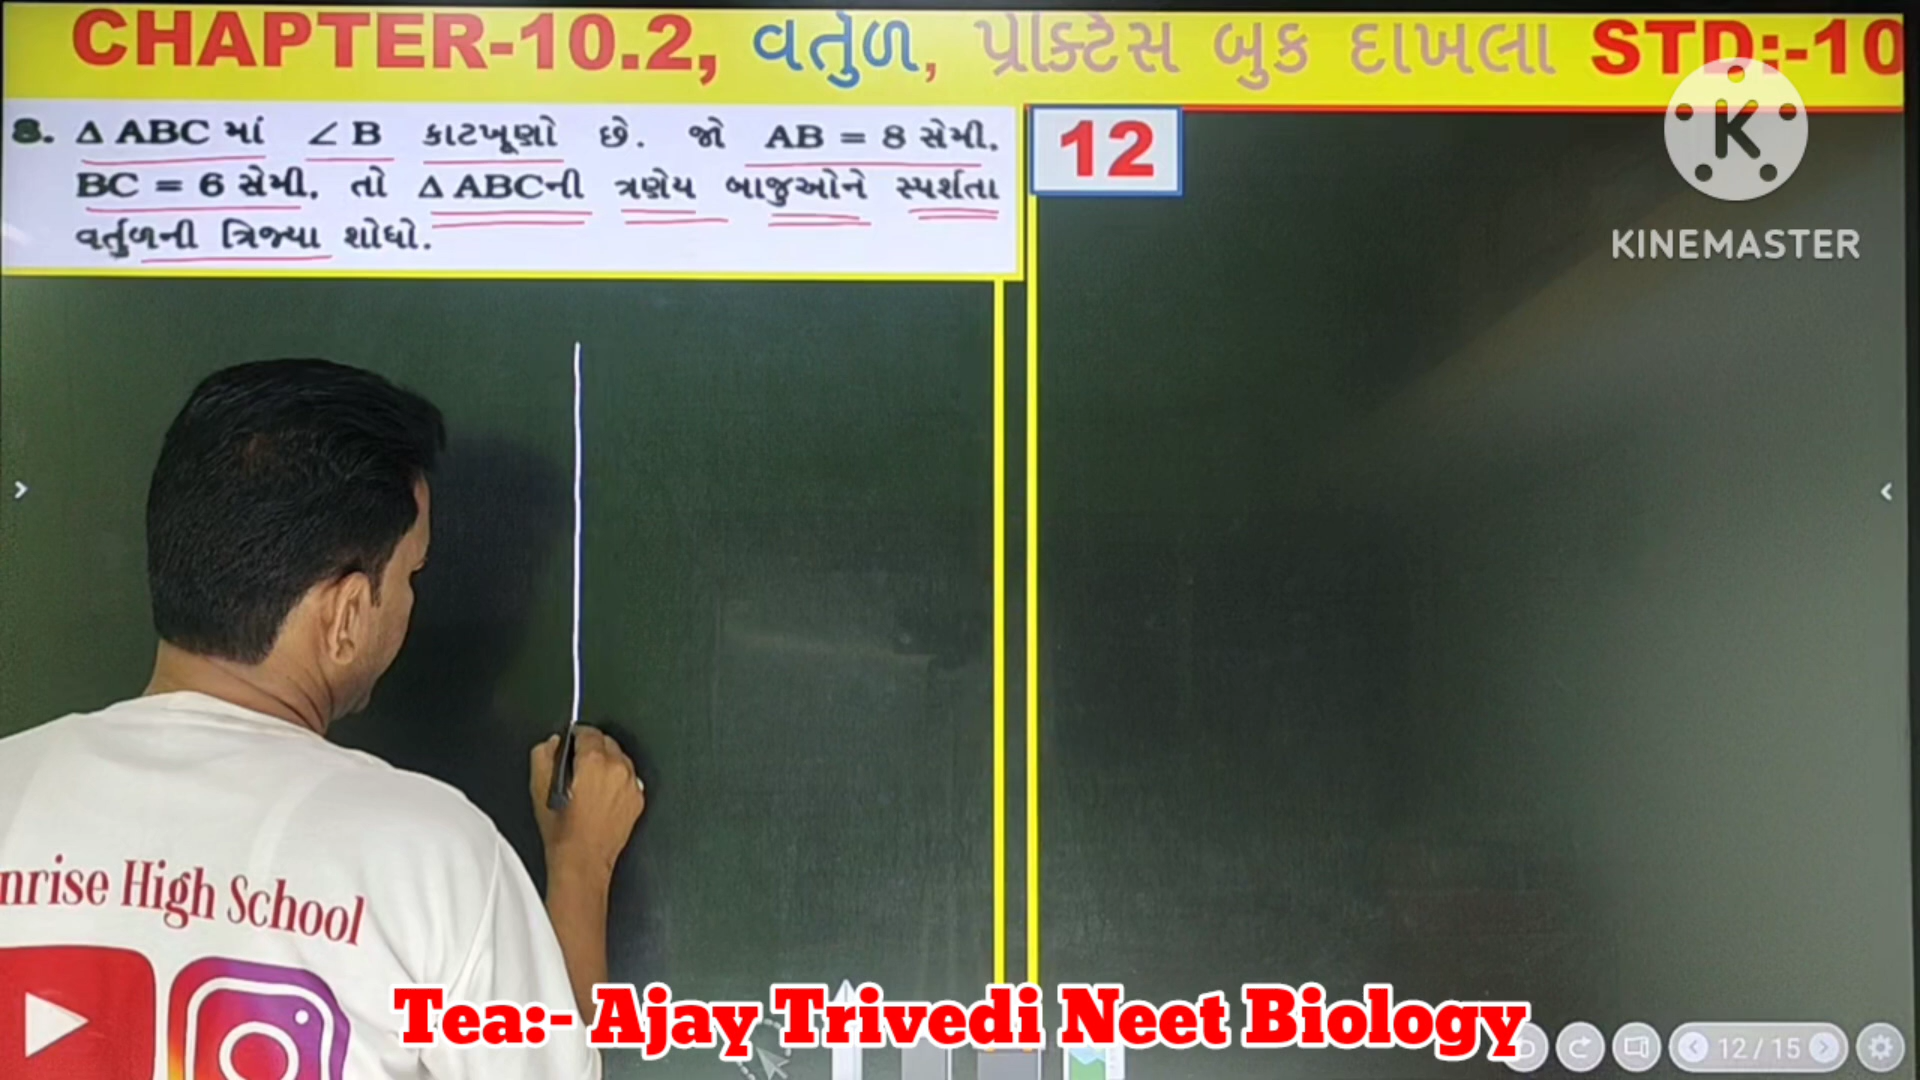 CHAPTER-10.2, વર્તુળ, પ્રેક્ટિસ બુક દાખલા STD:-10
8. Δ ABC માં ∠ B કાટખૂણો છે. જો AB = 8 સેમી,
BC = 6 સેમી, તો Δ ABCની ત્રણેય બાજુઓને સ્પર્શતા
વર્તુળની ત્રિજ્યા શોધો.
12
K
KINEMASTER
nrise High School
Tea:- Ajay Trivedi Neet Biology
12 / 15